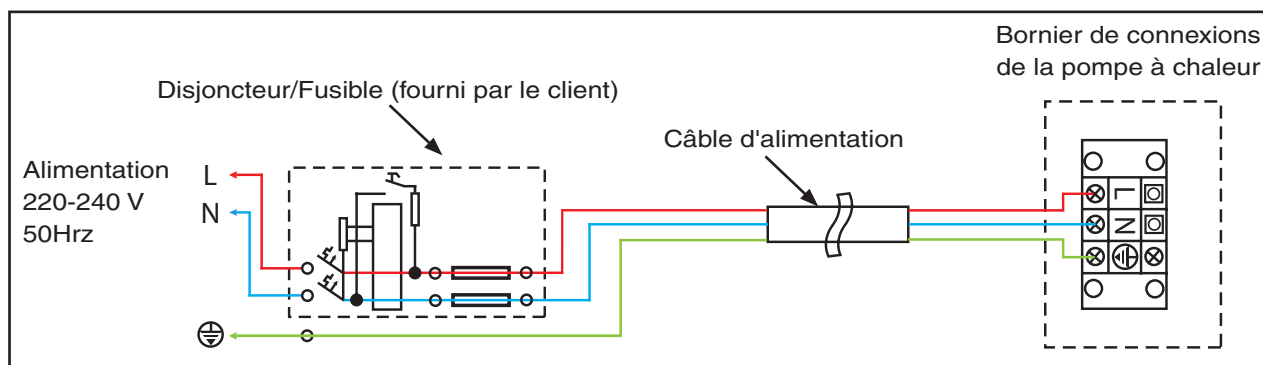 Bornier de connexions
de la pompe à chaleur
Disjoncteur/Fusible (fourni par le client)
Câble d'alimentation
Alimentation
220-240 V
50Hrz
L
N
L
N